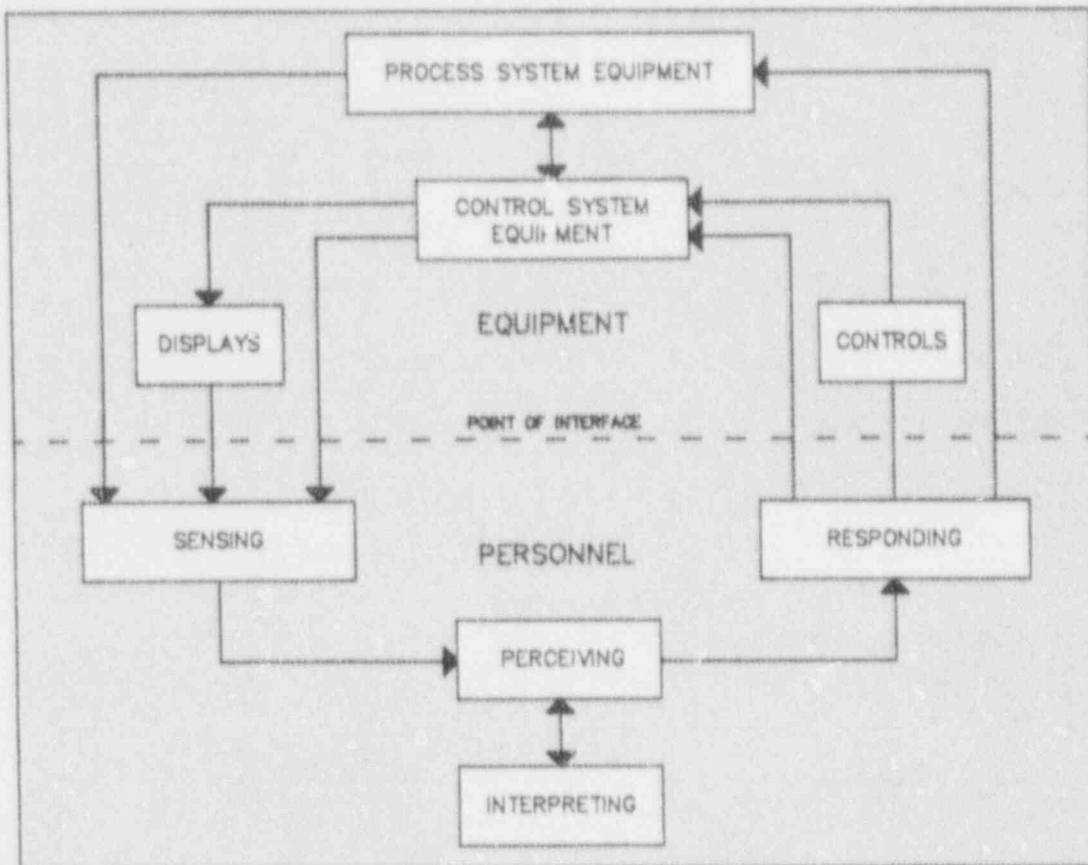 PROCESS SYSTEM EQUIPMENT
CONTROL SYSTEM
EQUIPMENT
DISPLAYS
EQUIPMENT
CONTROLS
POINT OF INTERFACE
SENSING
PERSONNEL
RESPONDING
PERCEIVING
INTERPRETING